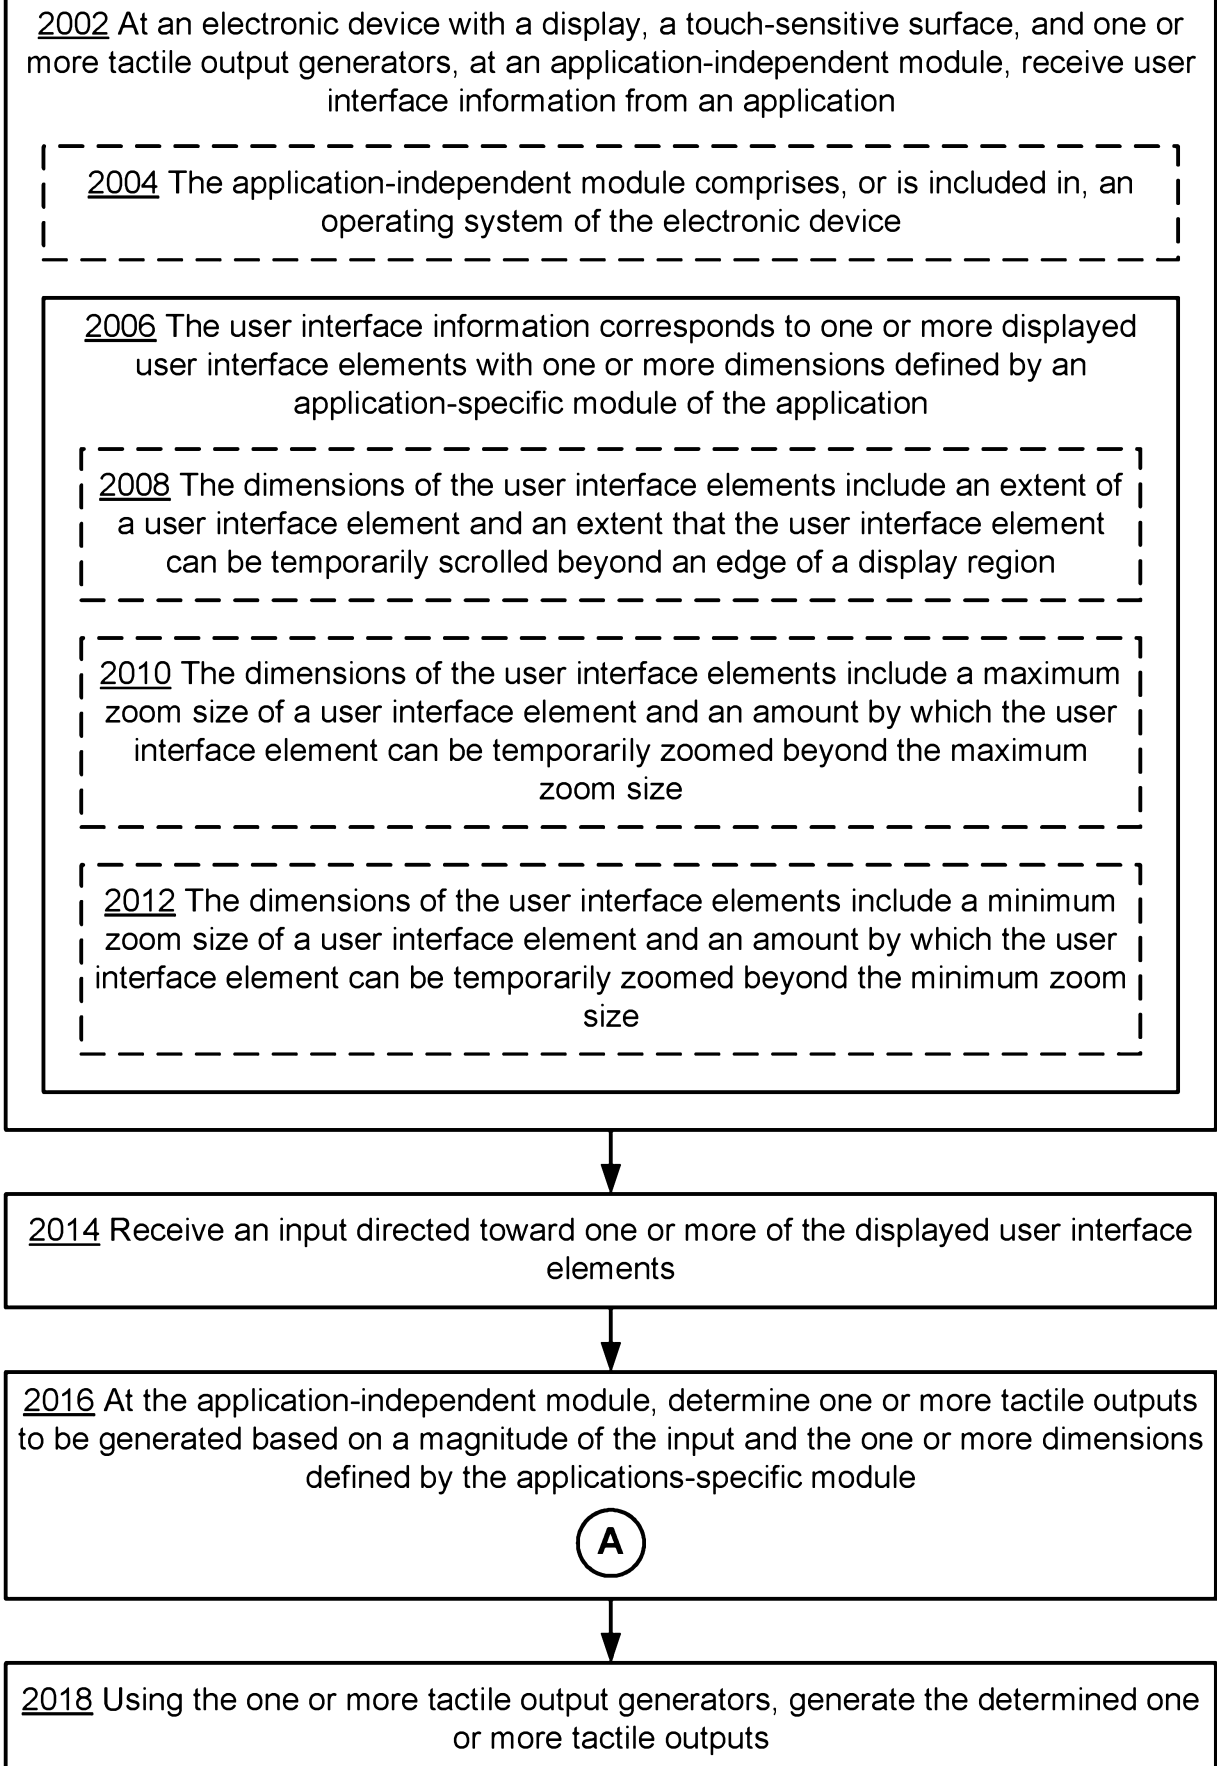 2002 At an electronic device with a display, a touch-sensitive surface, and one or
more tactile output generators, at an application-independent module, receive user
interface information from an application
2004 The application-independent module comprises, or is included in, an
operating system of the electronic device
2006 The user interface information corresponds to one or more displayed
user interface elements with one or more dimensions defined by an
application-specific module of the application
2008 The dimensions of the user interface elements include an extent of
a user interface element and an extent that the user interface element
can be temporarily scrolled beyond an edge of a display region
2010 The dimensions of the user interface elements include a maximum
zoom size of a user interface element and an amount by which the user
interface element can be temporarily zoomed beyond the maximum
zoom size
2012 The dimensions of the user interface elements include a minimum
zoom size of a user interface element and an amount by which the user
interface element can be temporarily zoomed beyond the minimum zoom
size
2014 Receive an input directed toward one or more of the displayed user interface
elements
2016 At the application-independent module, determine one or more tactile outputs
to be generated based on a magnitude of the input and the one or more dimensions
defined by the applications-specific module
A
2018 Using the one or more tactile output generators, generate the determined one
or more tactile outputs